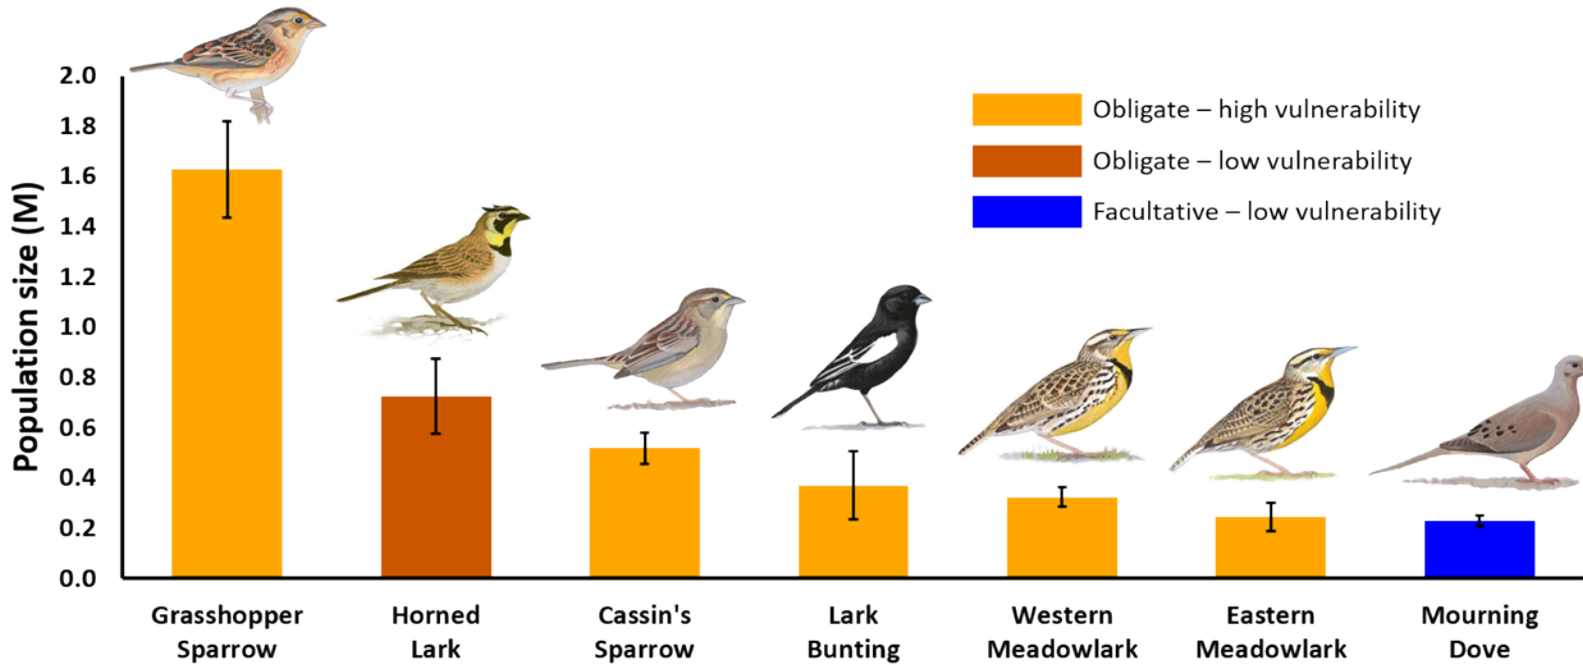 Population size (M)
2.0
1.8
1.6
1.4
1.2
1.0
0.8
0.6
0.4
0.2
0.0
Obligate – high vulnerability
Obligate – low vulnerability
Facultative – low vulnerability
Grasshopper
Sparrow
Horned
Lark
Cassin's
Sparrow
Lark
Bunting
Western
Meadowlark
Eastern
Meadowlark
Mourning
Dove